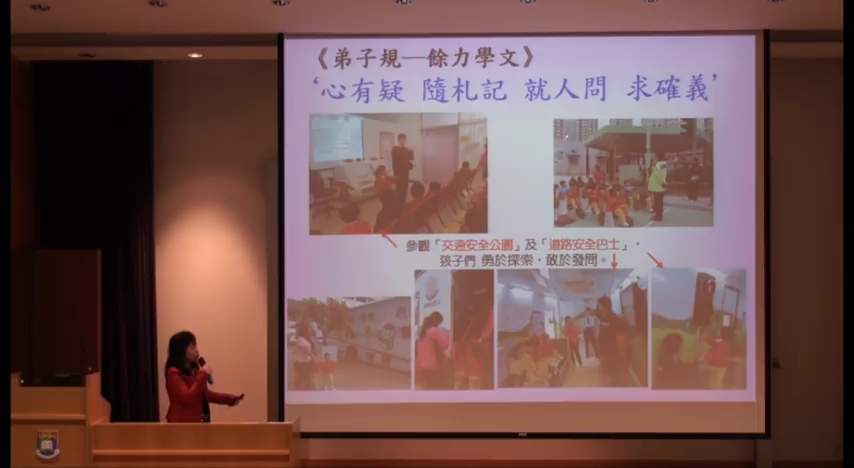 《弟子規—餘力學文》
‘心有疑 隨札記 就人問 求確義’
參觀「交通安全公園」及「道路安全巴士」，
孩子們 勇於探索，敢於發問。